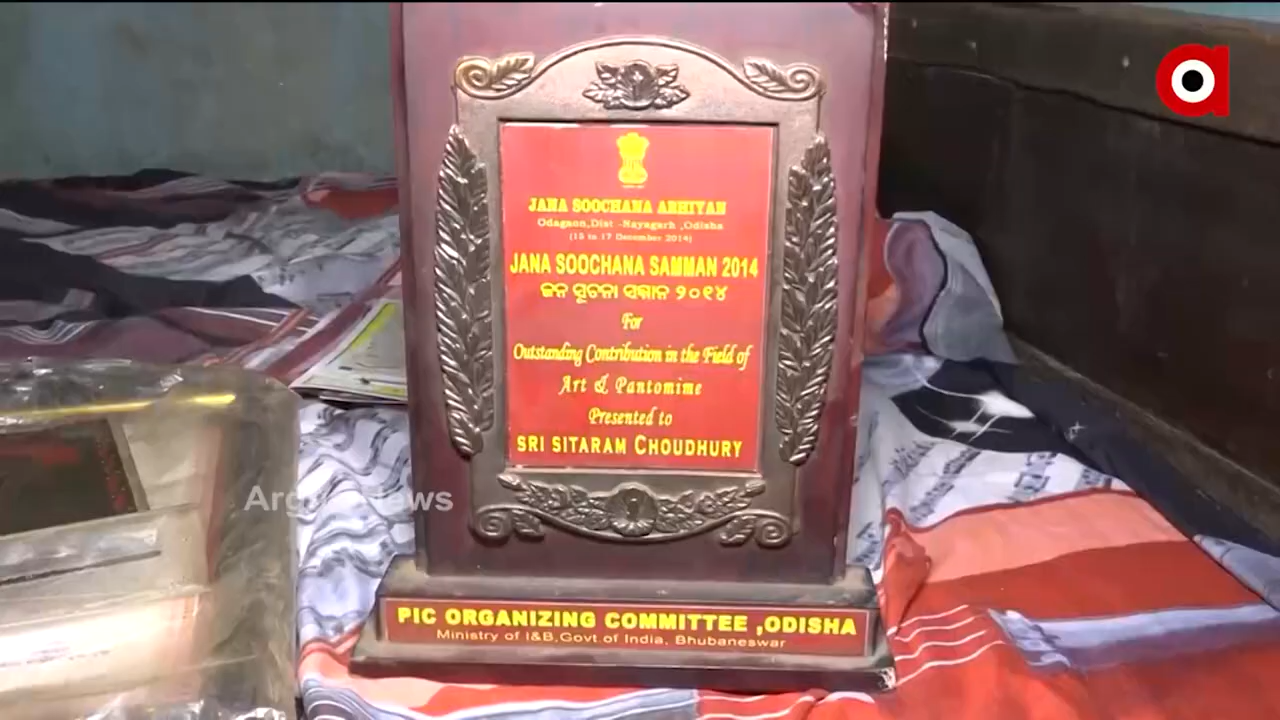 JANA SOOCHANA ABHIYAN
Odagaon,Dist -Nayagarh ,Odisha
(15 to 17 December 2014)
JANA SOOCHANA SAMMAN 2014
ଜନ ସୂଚନା ସମ୍ମାନ ୨୦୧୪
For
Outstanding Contribution in the Field of
Art & Pantomime
Presented to
SRI SITARAM CHOUDHURY
PIC ORGANIZING COMMITTEE ,ODISHA
Ministry of I&B,Govt of India, Bhubaneswar
News